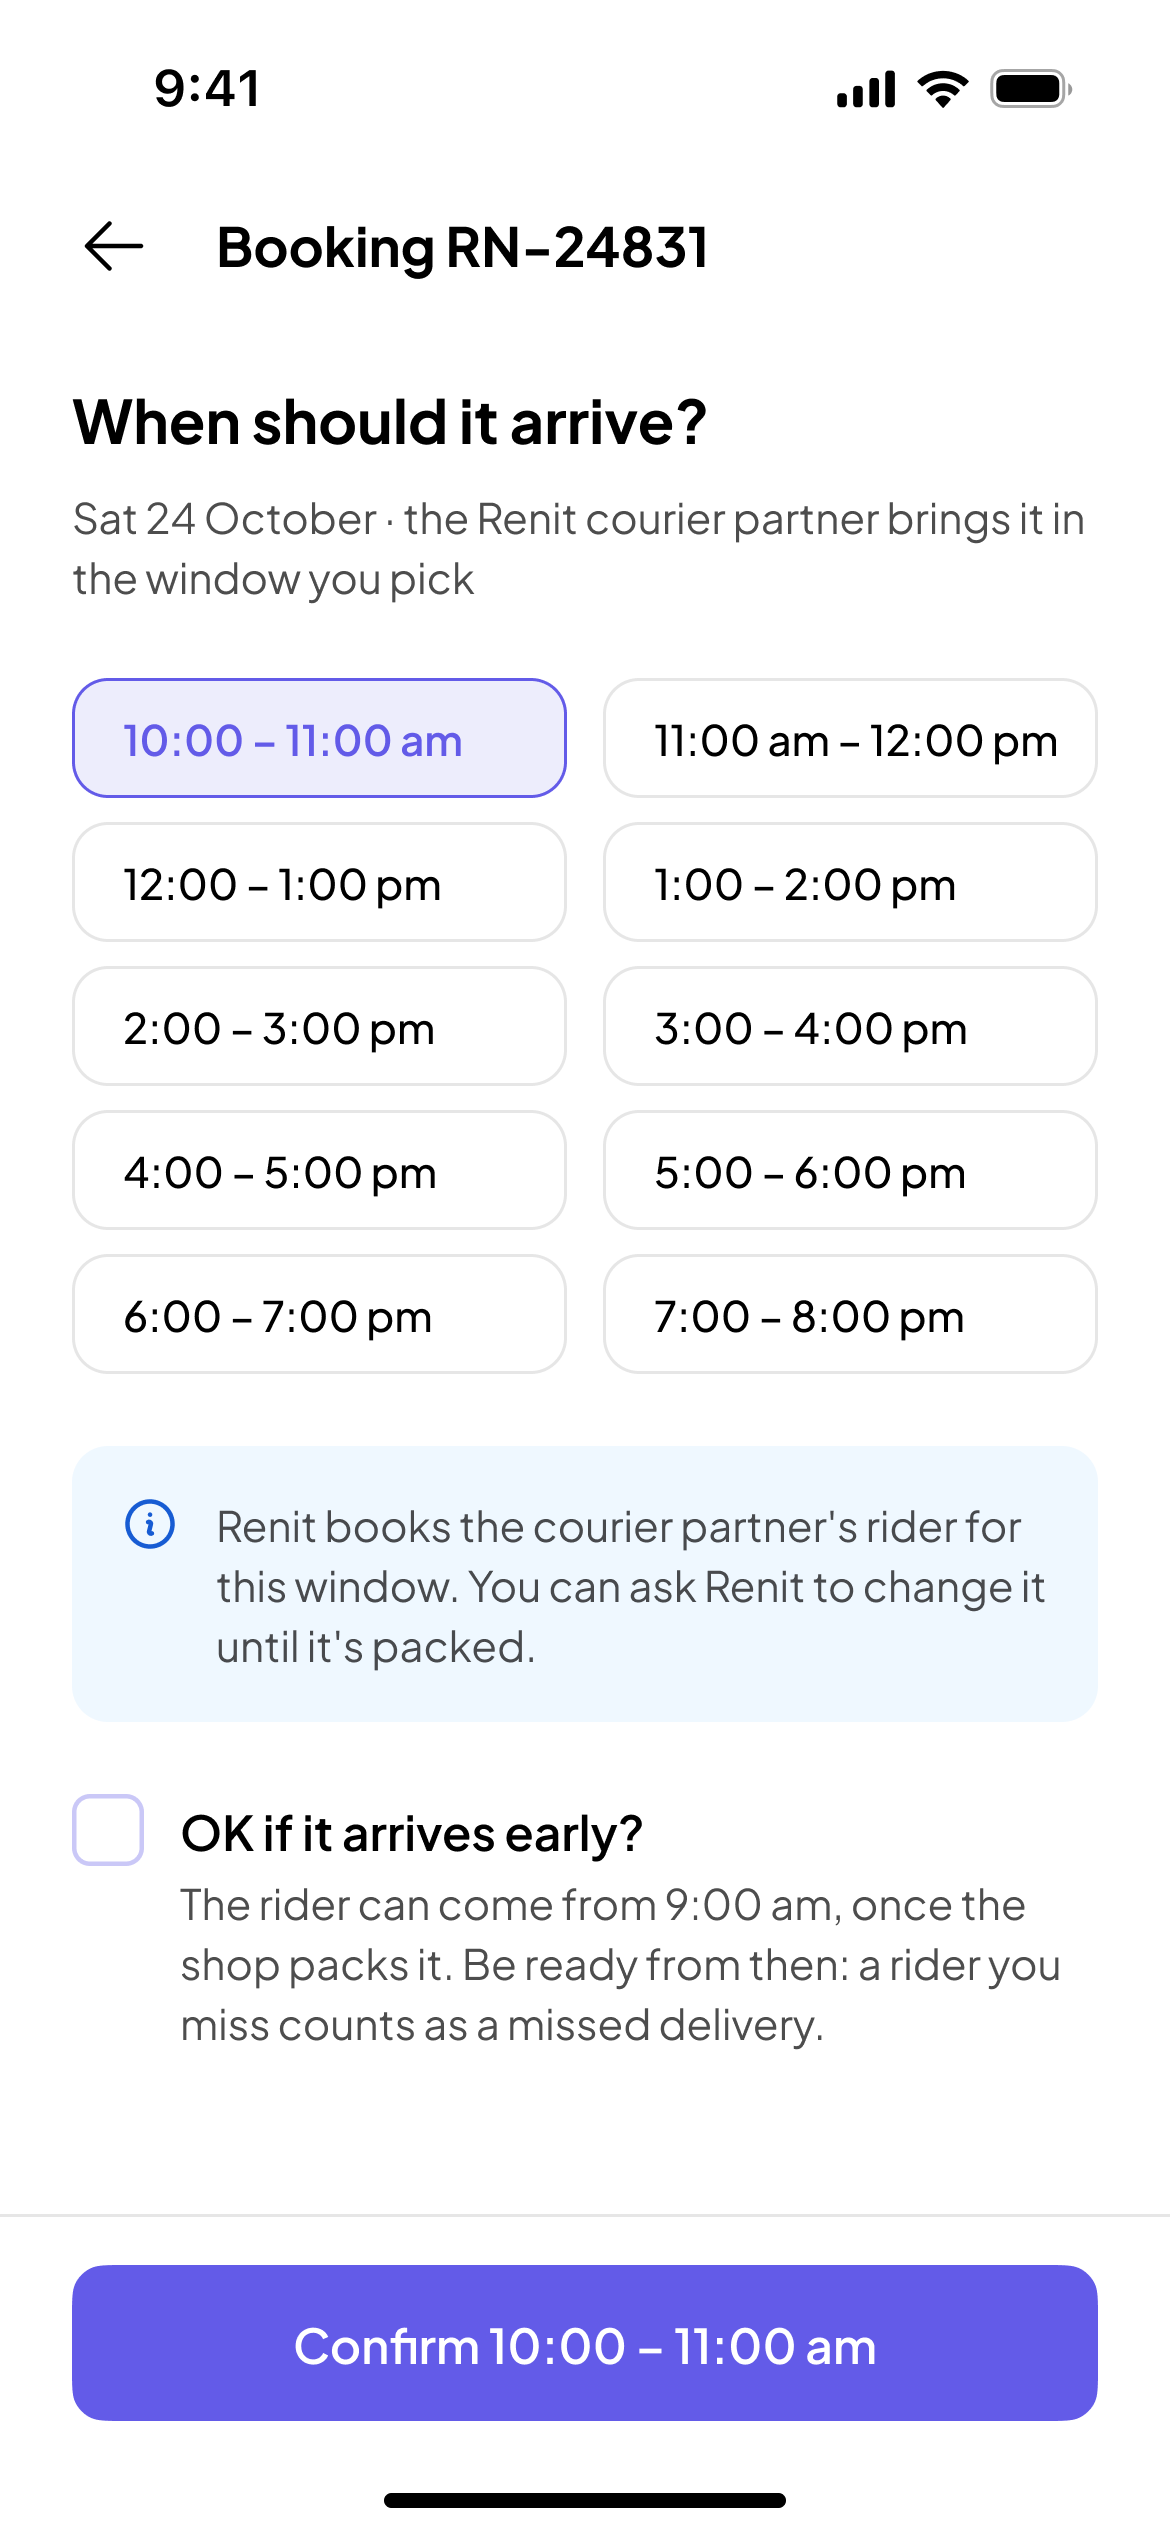 9:41
Booking RN-24831
When should it arrive?
Sat 24 October · the Renit courier partner brings it in
the window you pick
10:00 – 11:00 am
11:00 am – 12:00 pm
12:00 – 1:00 pm
1:00 – 2:00 pm
2:00 – 3:00 pm
3:00 – 4:00 pm
4:00 – 5:00 pm
5:00 – 6:00 pm
6:00 – 7:00 pm
7:00 – 8:00 pm
Renit books the courier partner's rider for
this window. You can ask Renit to change it
until it's packed.
OK if it arrives early?
The rider can come from 9:00 am, once the
shop packs it. Be ready from then: a rider you
miss counts as a missed delivery.
Confirm 10:00 – 11:00 am